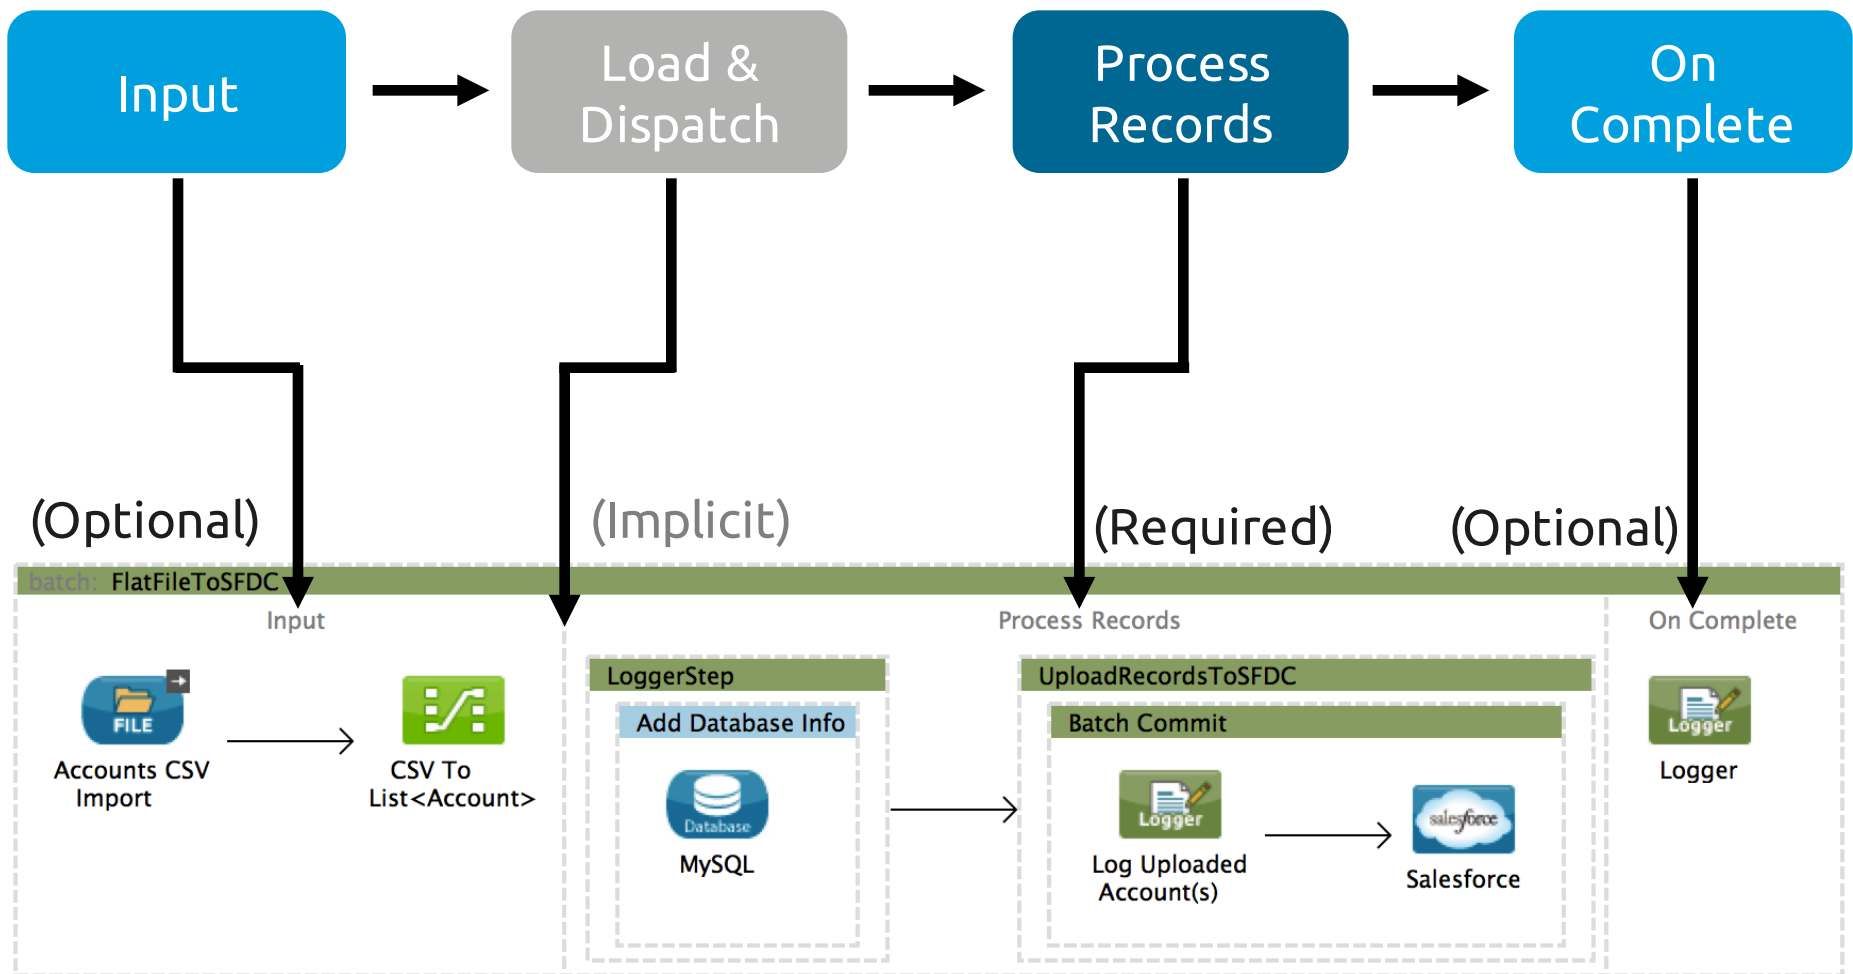 Input
Load &
Dispatch
Process
Records
On
Complete
(Optional)
(Implicit)
(Required)
(Optional)
batch: FlatFileToSFDC
Input
Process Records
On Complete
FILE
Accounts CSV
Import
CSV To
List<Account>
LoggerStep
Add Database Info
Database
MySQL
UploadRecordsToSFDC
Batch Commit
Logger
Log Uploaded
Account(s)
salesforce
Salesforce
Logger
Logger